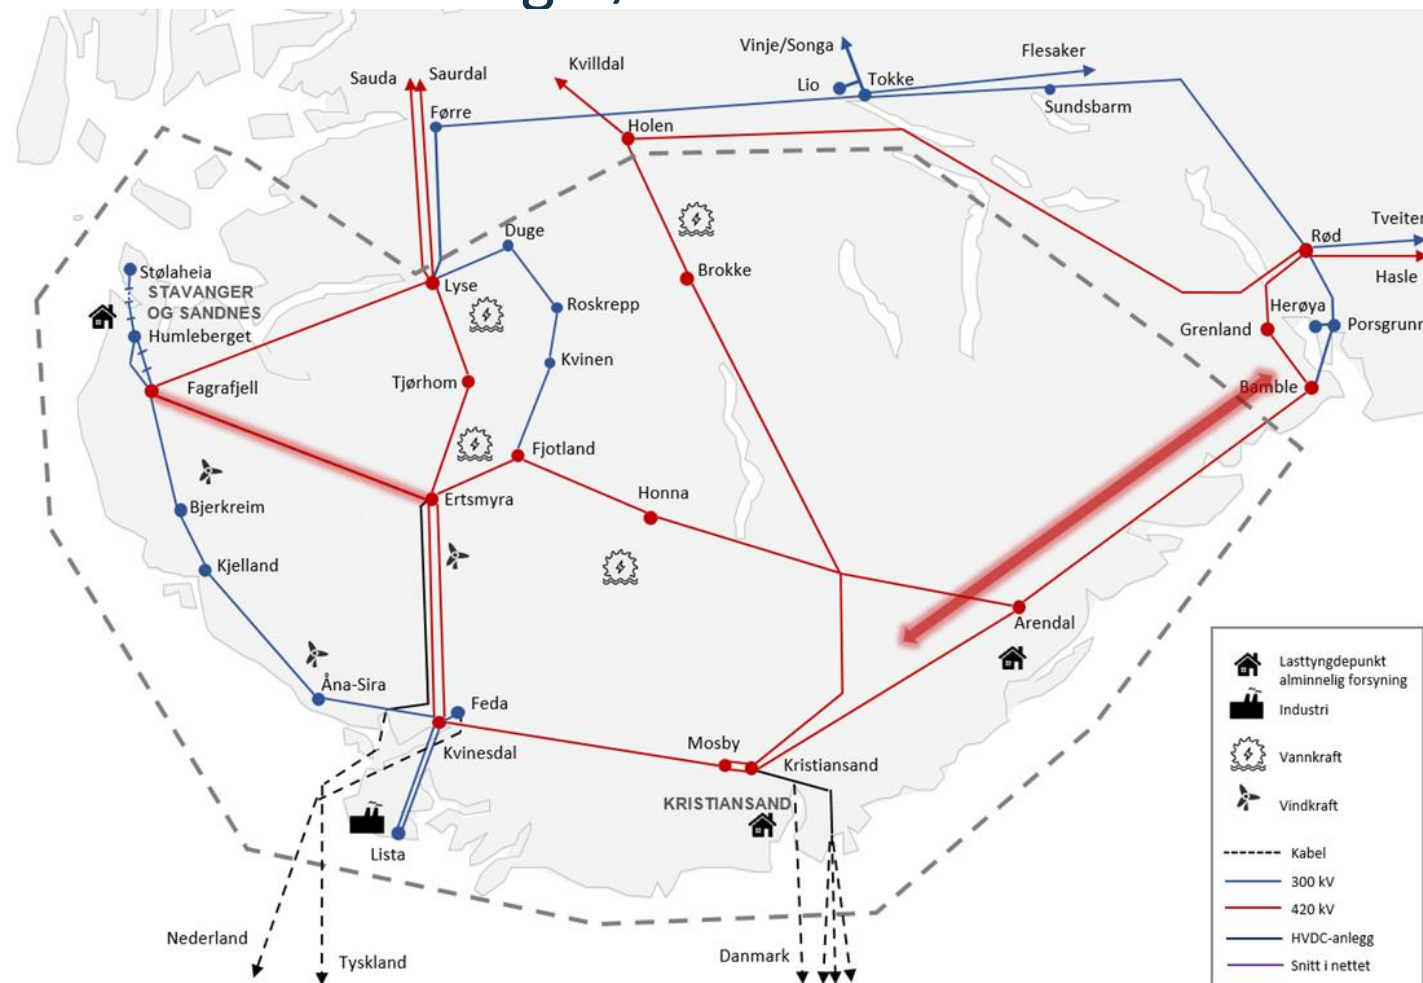 Vinje/Songa
Flesaker
Kvilldal
Sauda
Saurdal
Lio
Tokke
Sundsbarm
Førre
Holen
Tveiten
Duge
Rød
Stølaheia
Brokke
Hasle
STAVANGER
OG SANDNES
Lyse
Roskrepp
Herøya
Humleberget
Grenland
Porsgrunn
Kvinen
Fagrafjell
Tjørhom
Bamble
Fjotland
Ertsmyra
Honna
Bjerkreim
Kjelland
Arendal
Åna-Sira
Feda
Mosby
Kvinesdal
Kristiansand
KRISTIANSAND
Lista
Nederland
Tyskland
Danmark
Lasttyngdepunkt
alminnelig forsyning
Industri
Vannkraft
Vindkraft
Kabel
300 kV
420 kV
HVDC-anlegg
Snitt i nettet